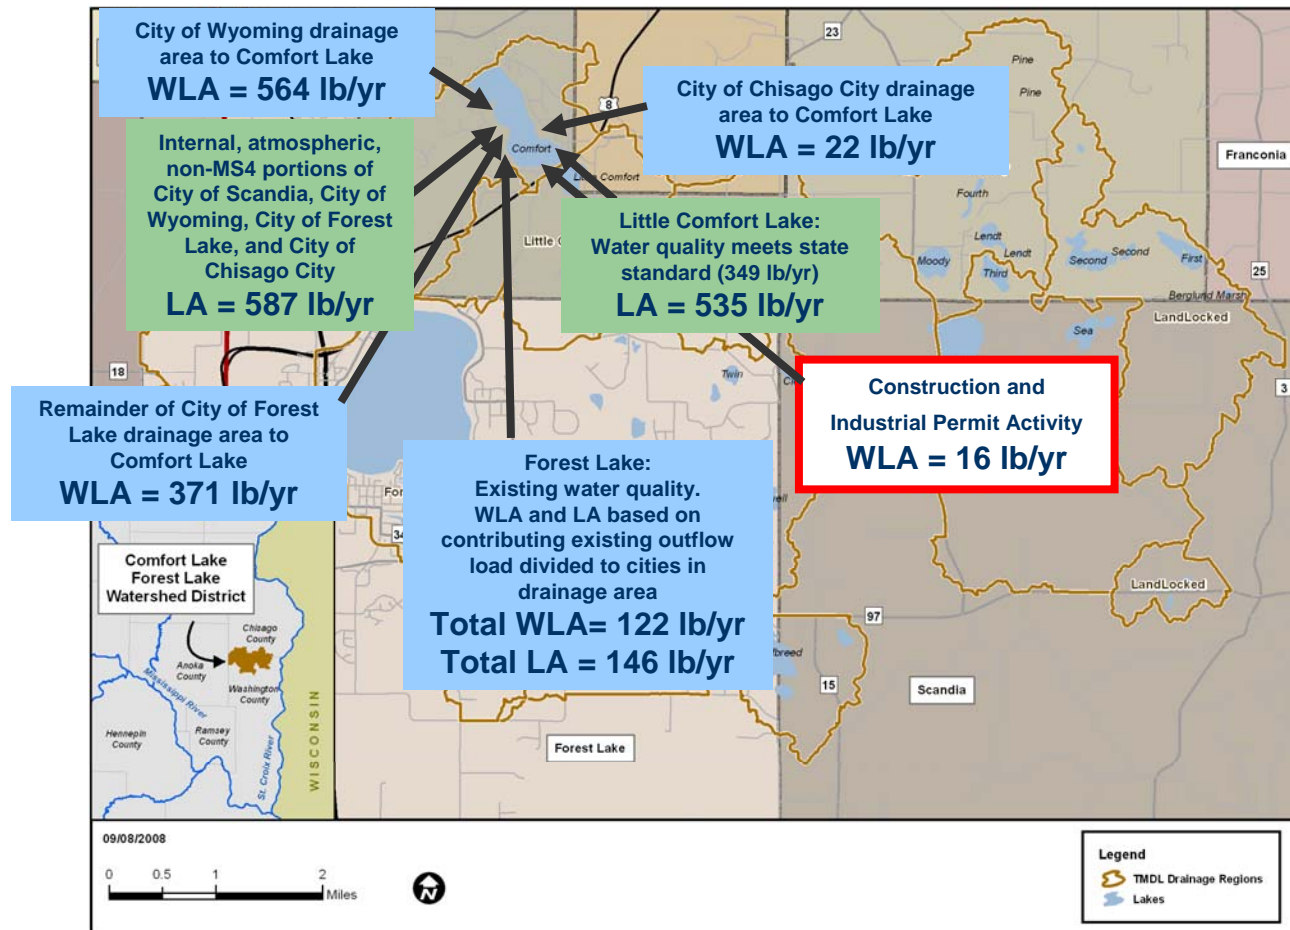 City of Wyoming drainage
area to Comfort Lake
WLA = 564 lb/yr
City of Chisago City drainage
area to Comfort Lake
WLA = 22 lb/yr
Internal, atmospheric,
non-MS4 portions of
City of Scandia, City of
Wyoming, City of Forest
Lake, and City of
Chisago City
LA = 587 lb/yr
Little Comfort Lake:
Water quality meets state
standard (349 lb/yr)
LA = 535 lb/yr
Construction and
Industrial Permit Activity
WLA = 16 lb/yr
Remainder of City of Forest
Lake drainage area to
Comfort Lake
WLA = 371 lb/yr
Forest Lake:
Existing water quality.
WLA and LA based on
contributing existing outflow
load divided to cities in
drainage area
Total WLA= 122 lb/yr
Total LA = 146 lb/yr
23
8
Pine
Pine
Franconia
Comfort
Comfort
Little
Fourth
Lendt
Lendt
Third
Moody
Second
Second
First
25
Berglund Marsh
LandLocked
Sea
18
Twin
3
LandLocked
97
15
Scandia
Forest Lake
Comfort Lake
Forest Lake
Watershed District
Chisago
County
Anoka
County
Washington
County
Mississippi River
Hennepin
County
Ramsey
County
St. Croix River
WISCONSIN
09/08/2008
0 0.5 1 2
Miles
N
Legend
TMDL Drainage Regions
Lakes